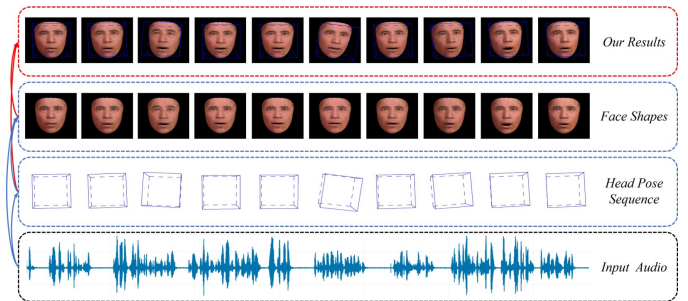 Our Results
Face Shapes
Head Pose
Sequence
Input Audio